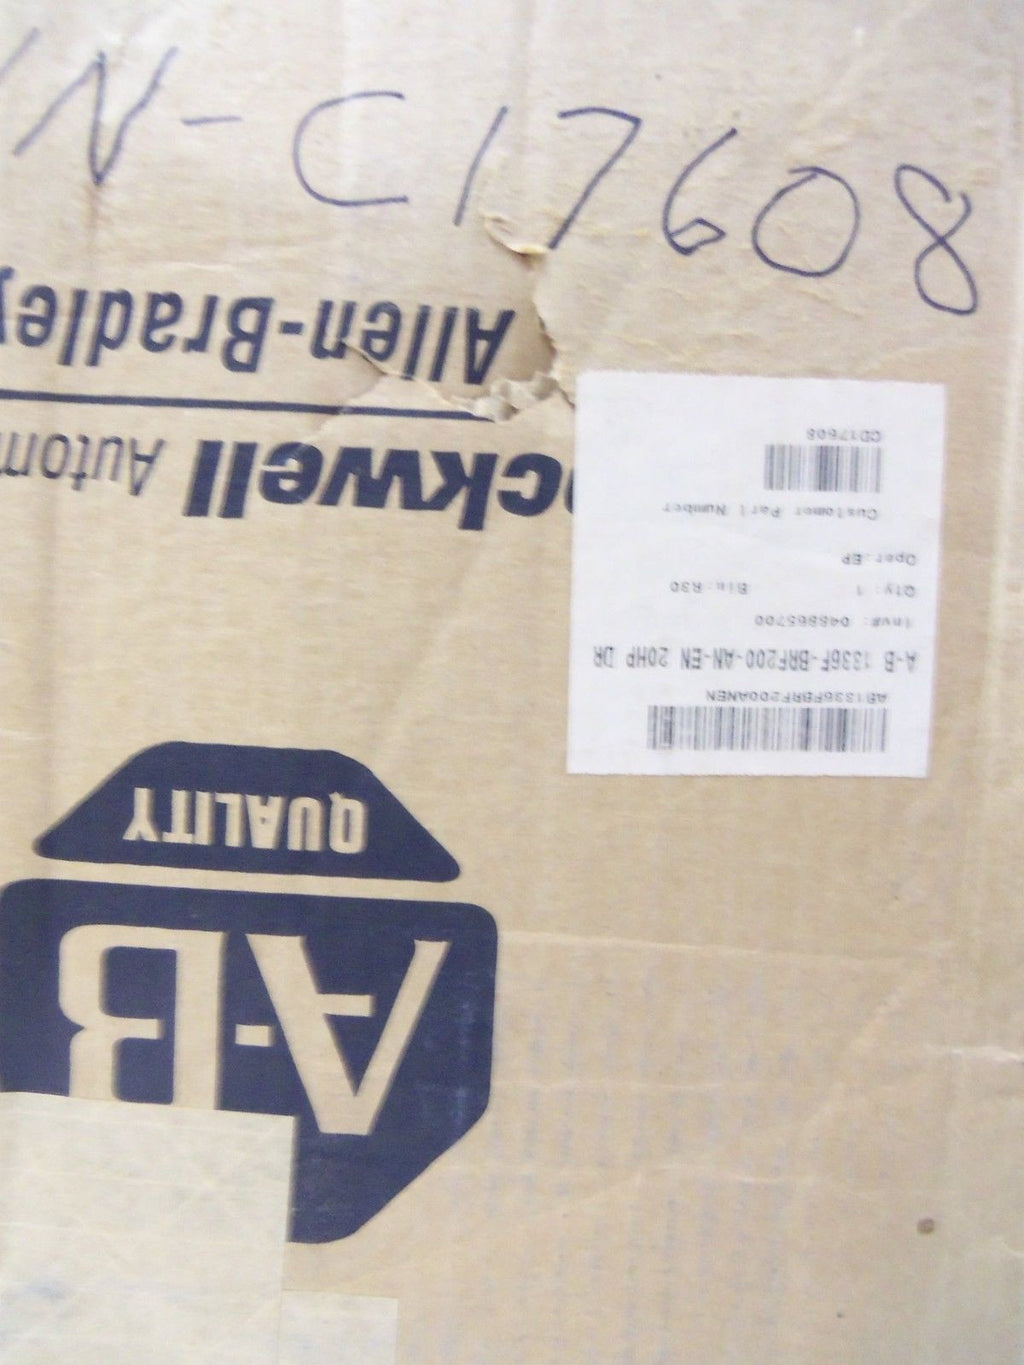 N-C17608
A-B
QUALITY
AB1336FBRF200ANEN
A-B 1336F-BRF200-AN-EN 20HP DR
Inv#: 048865700
Qty: 1 Bin:R30
Oper:EP
Customer Part Number
CD17608
ckwell Autom
Allen-Bradley